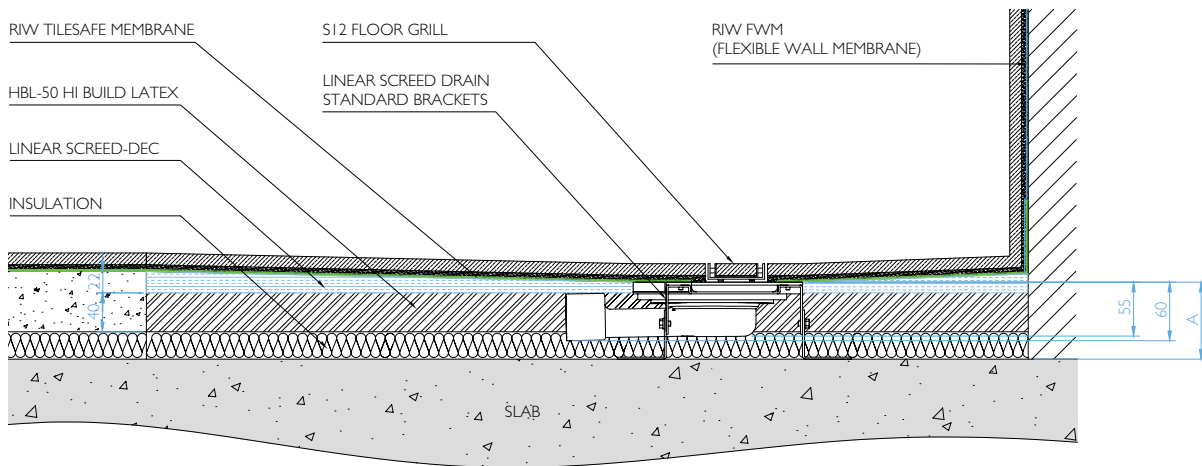 RIW TILESAFE MEMBRANE
HBL-50 HI BUILD LATEX
LINEAR SCREED-DEC
INSULATION
S12 FLOOR GRILL
LINEAR SCREED DRAIN
STANDARD BRACKETS
RIW FWM
(FLEXIBLE WALL MEMBRANE)
22
40
55
60
A
SLAB